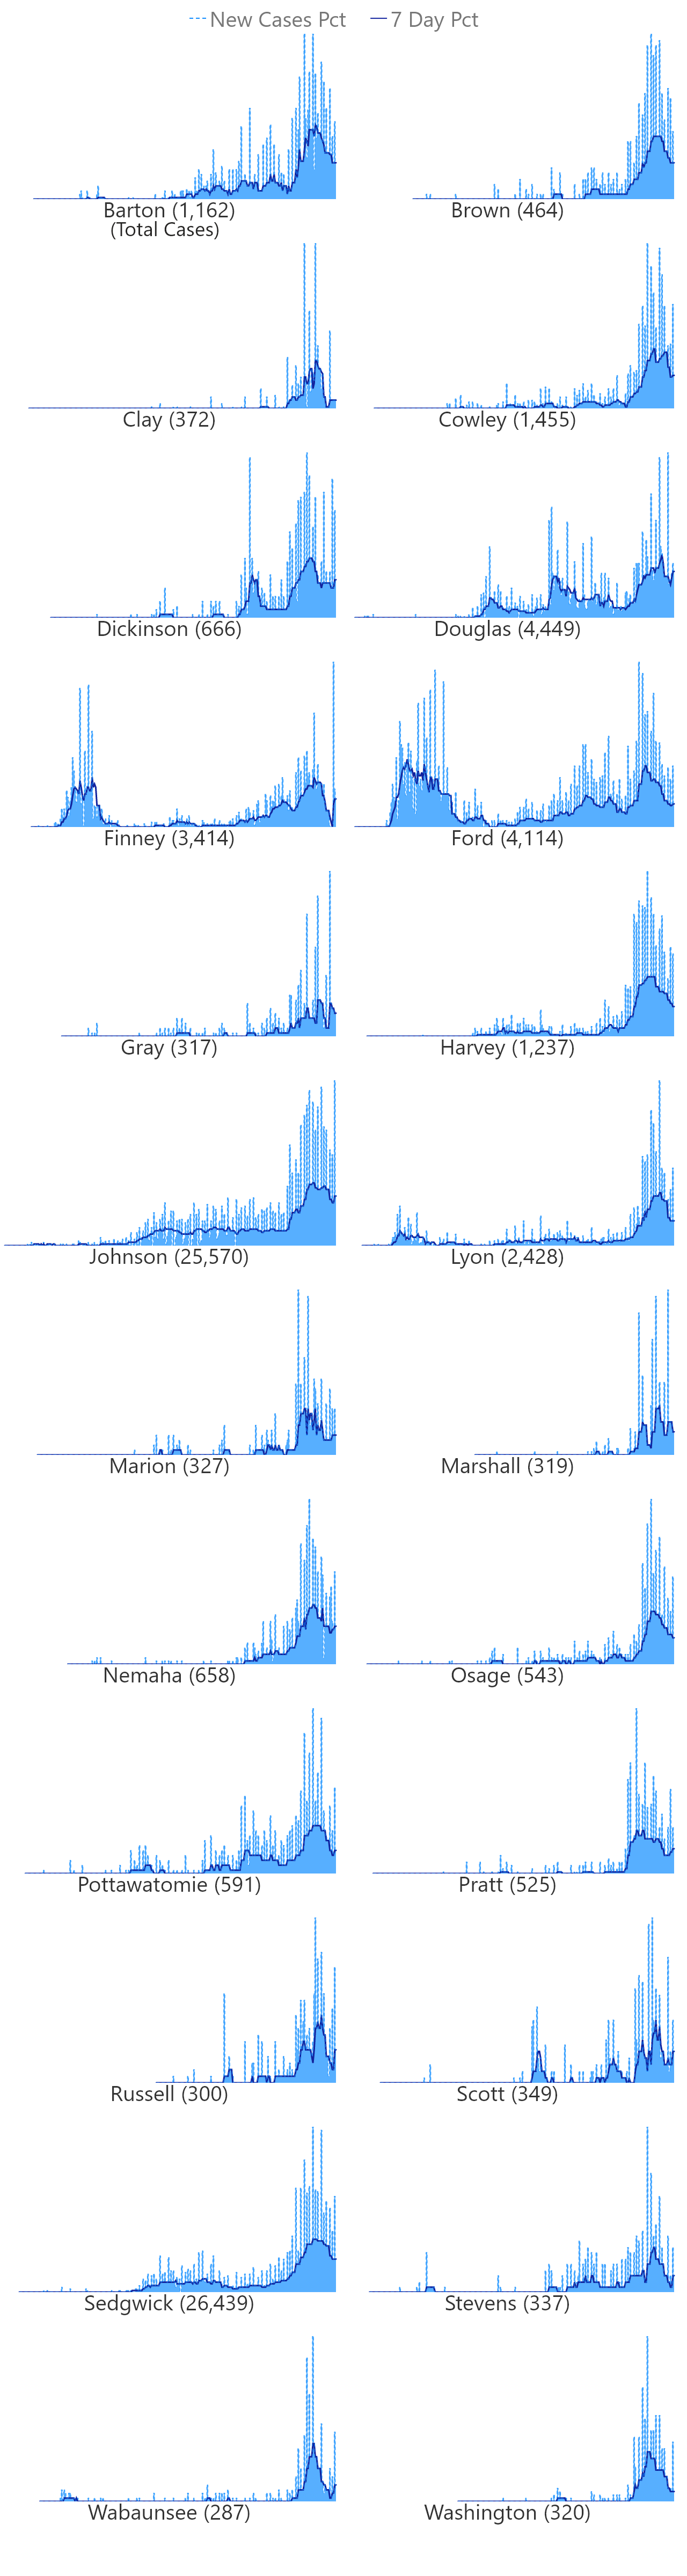 New Cases Pct 7 Day Pct
Barton (1,162) Brown (464)
(Total Cases)
Clay (372) Cowley (1,455)
Dickinson (666) Douglas (4,449)
Finney (3,414) Ford (4,114)
Gray (317) Harvey (1,237)
Johnson (25,570) Lyon (2,428)
Marion (327) Marshall (319)
Nemaha (658) Osage (543)
Pottawatomie (591) Pratt (525)
Russell (300) Scott (349)
Sedgwick (26,439) Stevens (337)
Wabaunsee (287) Washington (320)